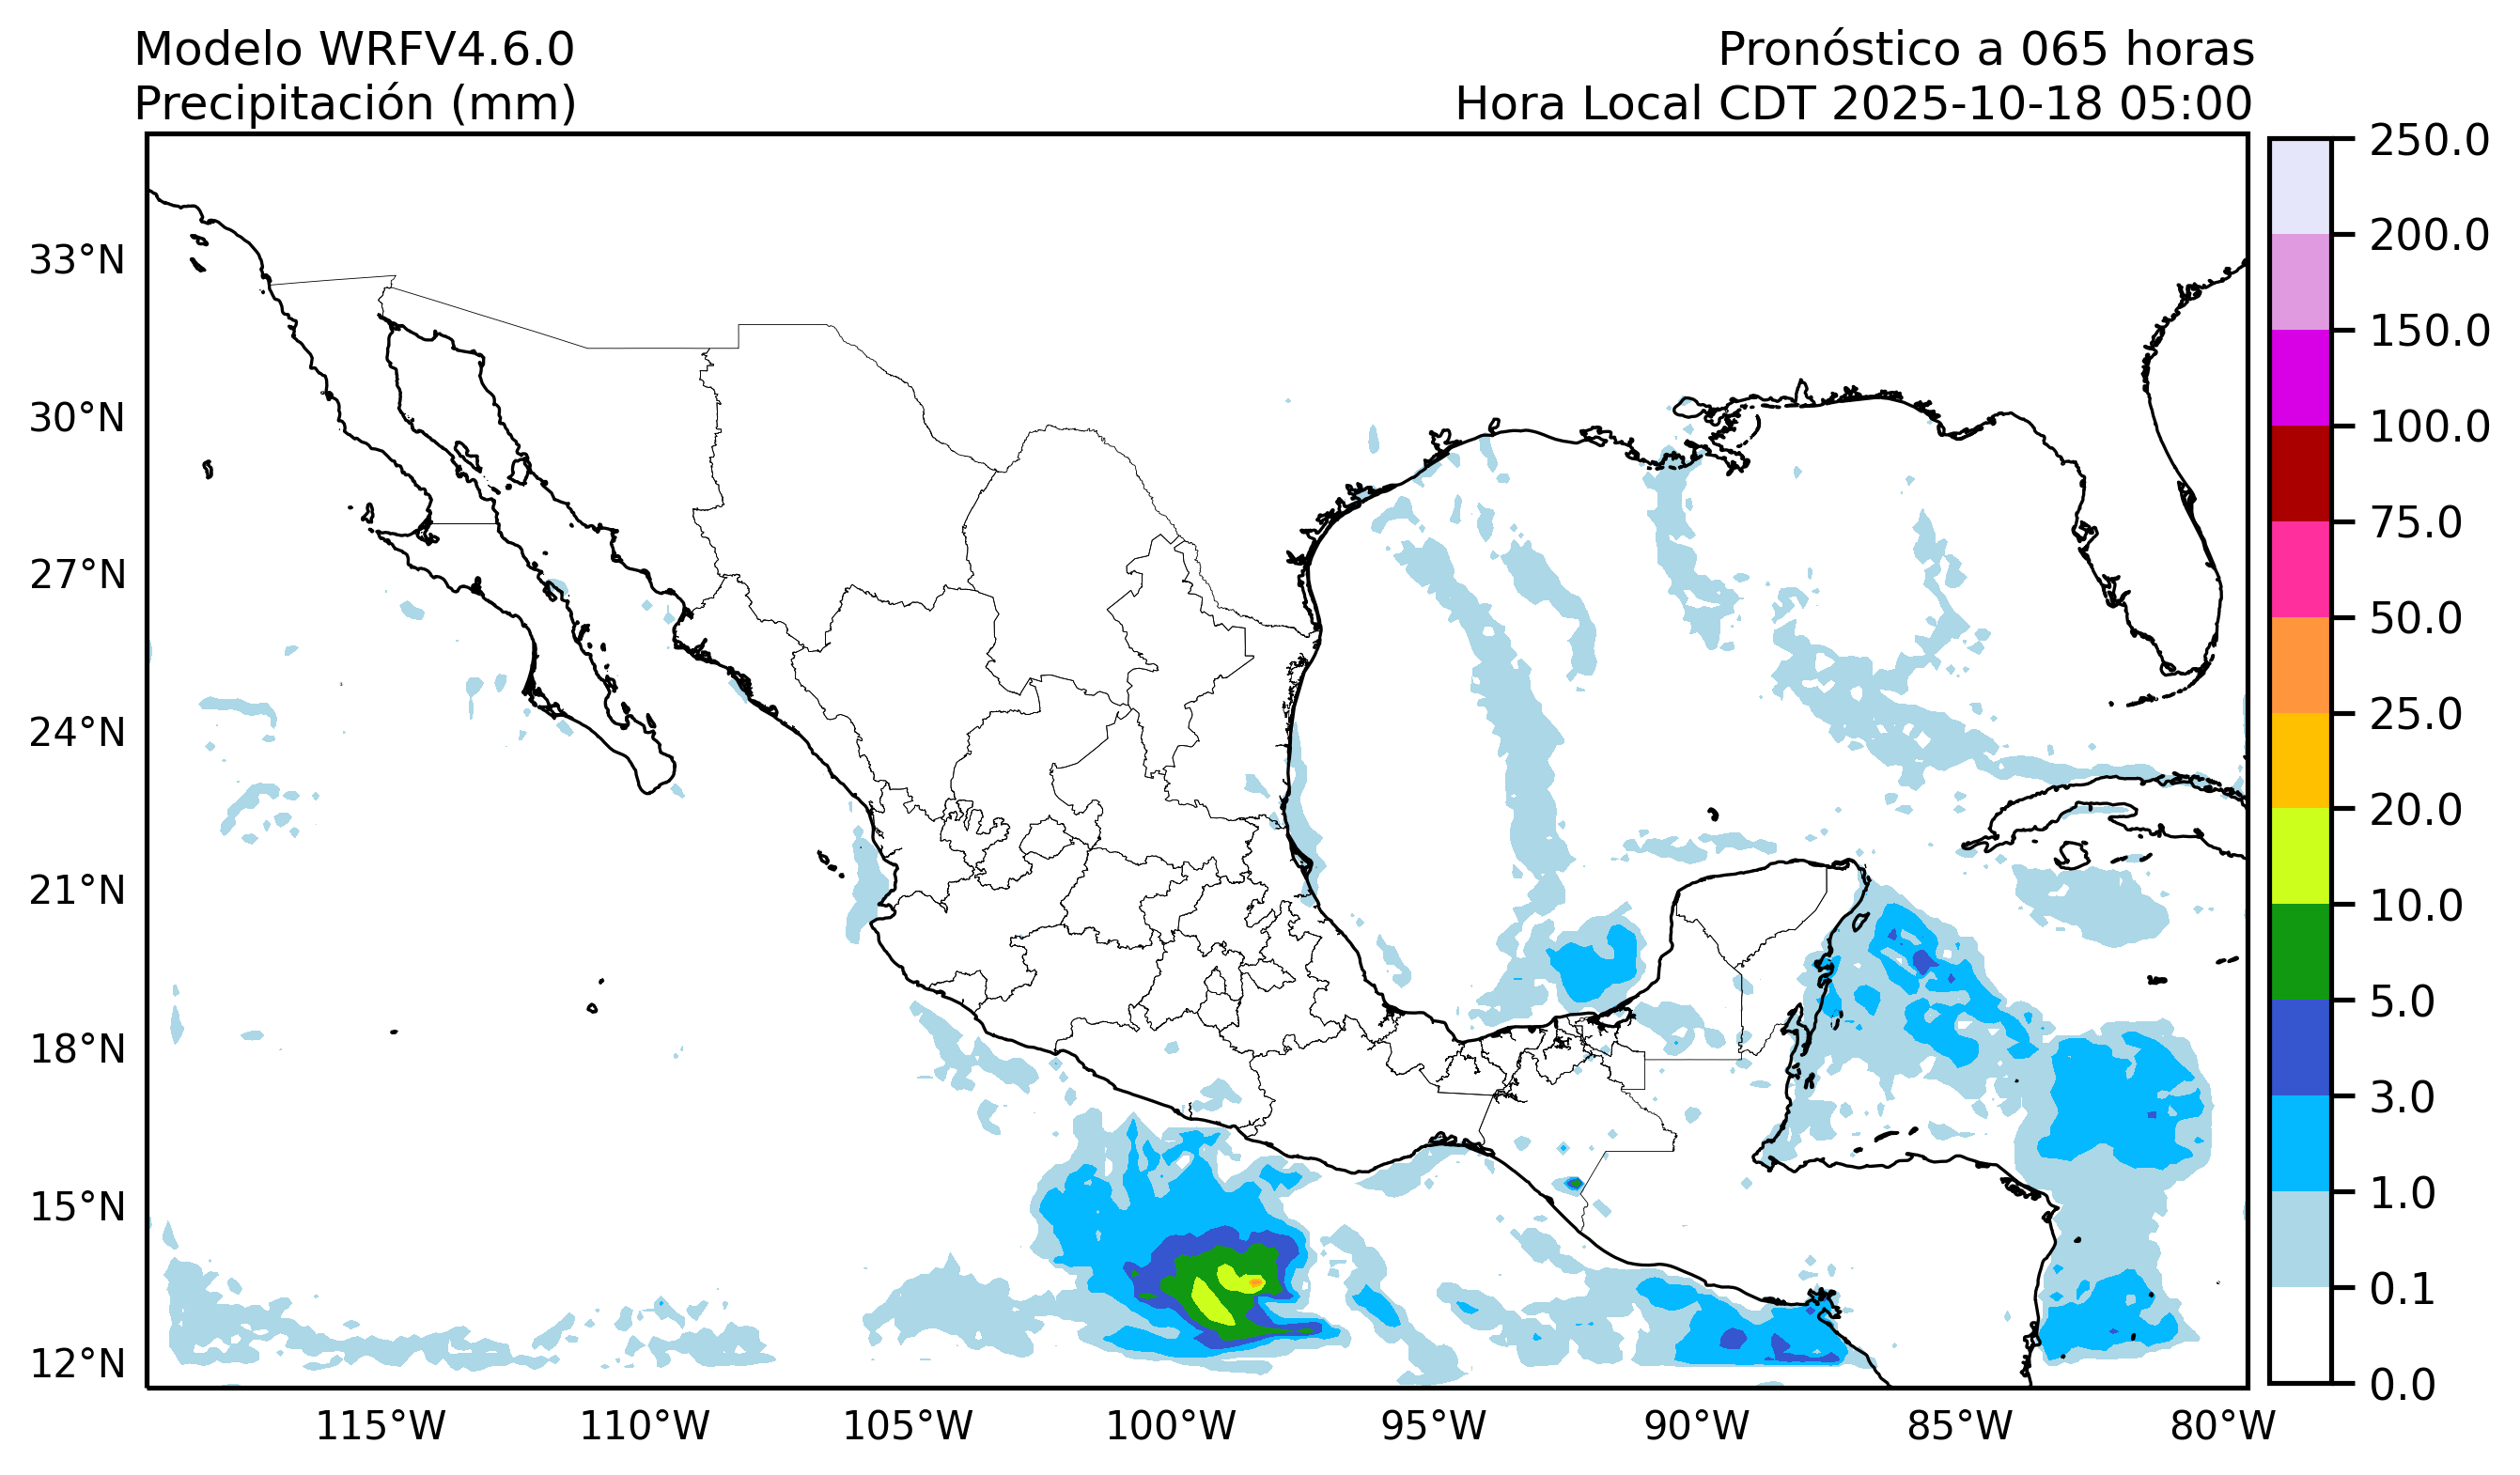 Modelo WRFV4.6.0
Precipitación (mm)
Pronóstico a 065 horas
Hora Local CDT 2025-10-18 05:00
33°N
30°N
27°N
24°N
21°N
18°N
15°N
12°N
115°W
110°W
105°W
100°W
95°W
90°W
85°W
80°W
250.0
200.0
150.0
100.0
75.0
50.0
25.0
20.0
10.0
5.0
3.0
1.0
0.1
0.0